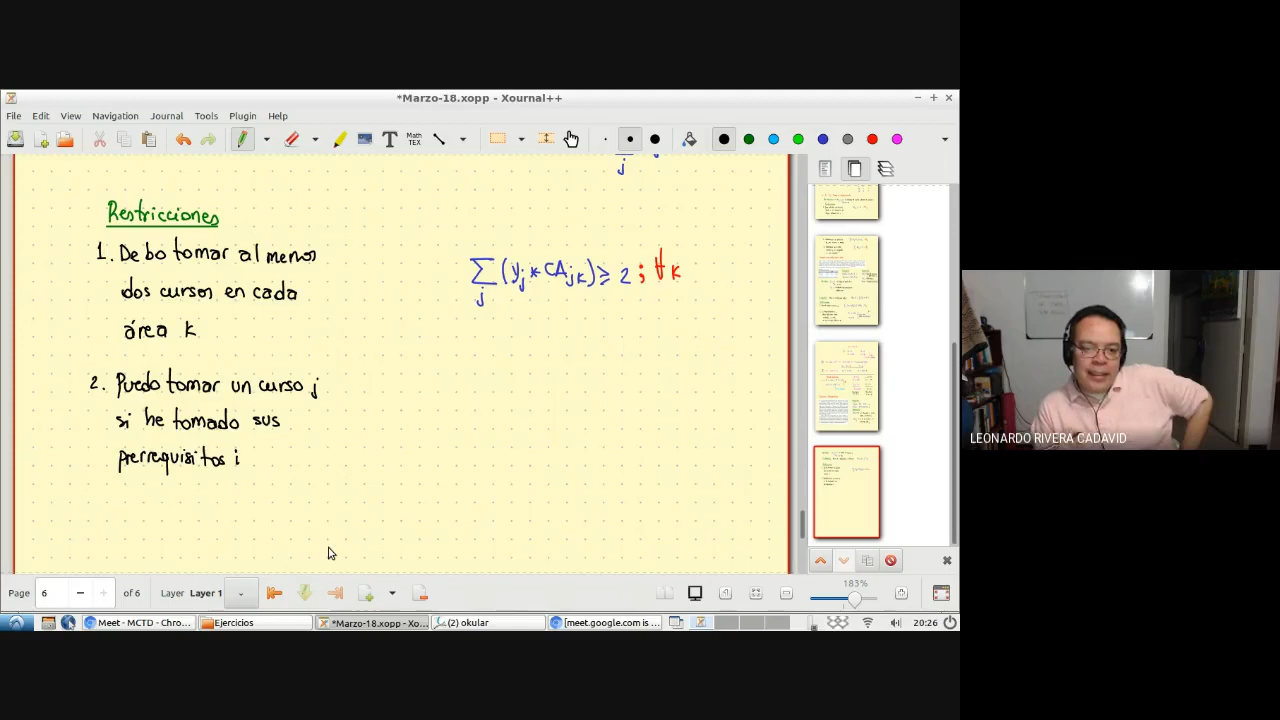 *Marzo-18.xopp - Xournal++
File Edit View Navigation Journal Tools Plugin Help
Math TEX
j
Restricciones
1. Debo tomar al menos
dos cursos en cada
área k
∑ (yj * CAjk) ≥ 2 ; ∀ k
j
2. Puedo tomar un curso j
si he tomado sus
prerrequisitos i
LEONARDO RIVERA CADAVID
Page 6 of 6 Layer Layer 1 183%
Meet - MCTD - Chro... Ejercicios *Marzo-18.xopp - Xo... (2) okular [meet.google.com is ... 20:26